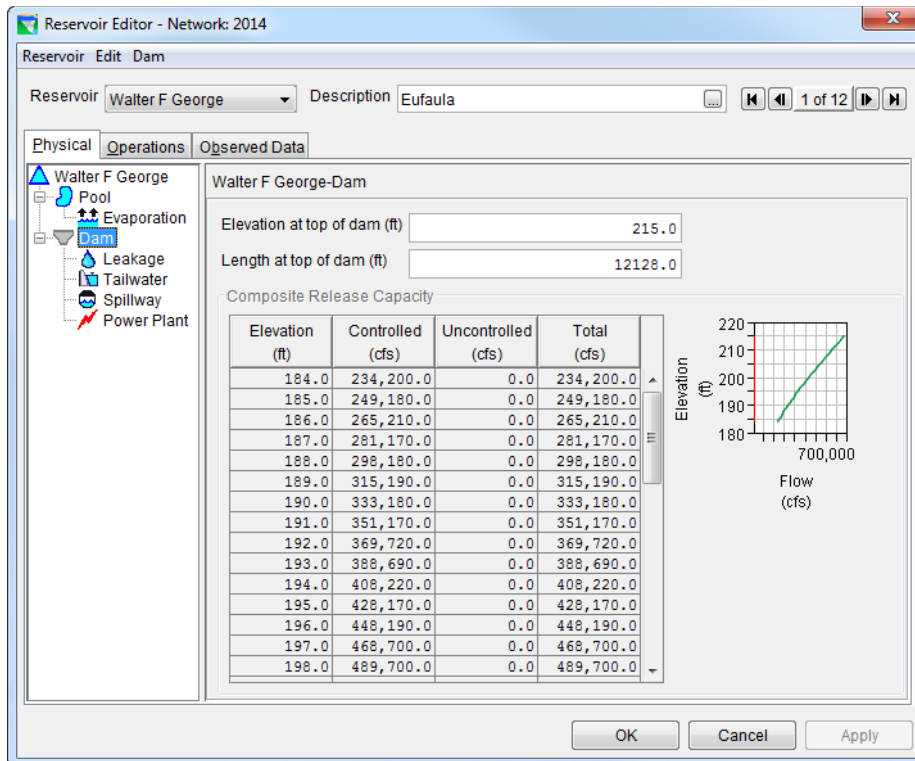 Reservoir Editor - Network: 2014
Reservoir Edit Dam
Reservoir Walter F George Description Eufaula ... 1 of 12
Physical Operations Observed Data
Walter F George
Pool
Evaporation
Dam
Leakage
Tailwater
Spillway
Power Plant
Walter F George-Dam
Elevation at top of dam (ft) 215.0
Length at top of dam (ft) 12128.0
Composite Release Capacity
Elevation (ft) Controlled (cfs) Uncontrolled (cfs) Total (cfs)
184.0 234,200.0 0.0 234,200.0
185.0 249,180.0 0.0 249,180.0
186.0 265,210.0 0.0 265,210.0
187.0 281,170.0 0.0 281,170.0
188.0 298,180.0 0.0 298,180.0
189.0 315,190.0 0.0 315,190.0
190.0 333,180.0 0.0 333,180.0
191.0 351,170.0 0.0 351,170.0
192.0 369,720.0 0.0 369,720.0
193.0 388,690.0 0.0 388,690.0
194.0 408,220.0 0.0 408,220.0
195.0 428,170.0 0.0 428,170.0
196.0 448,190.0 0.0 448,190.0
197.0 468,700.0 0.0 468,700.0
198.0 489,700.0 0.0 489,700.0
Elevation
(ft)
220
210
200
190
180
700,000
Flow
(cfs)
OK Cancel Apply